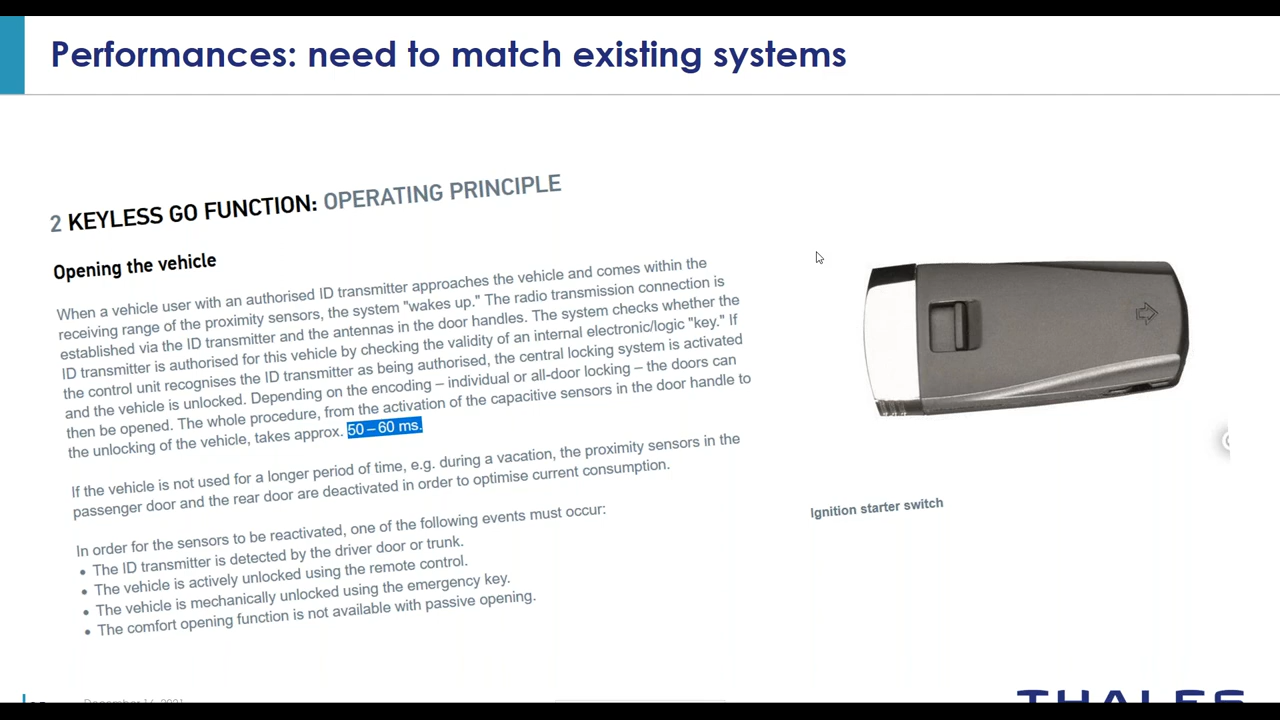 Performances: need to match existing systems
2 KEYLESS GO FUNCTION: OPERATING PRINCIPLE
Opening the vehicle
When a vehicle user with an authorised ID transmitter approaches the vehicle and comes within the
receiving range of the proximity sensors, the system "wakes up." The radio transmission connection is
established via the ID transmitter and the antennas in the door handles. The system checks whether the
ID transmitter is authorised for this vehicle by checking the validity of an internal electronic/logic "key." If
the control unit recognises the ID transmitter as being authorised, the central locking system is activated
and the vehicle is unlocked. Depending on the encoding – individual or all-door locking – the doors can
then be opened. The whole procedure, from the activation of the capacitive sensors in the door handle to
the unlocking of the vehicle, takes approx. 50 – 60 ms.
If the vehicle is not used for a longer period of time, e.g. during a vacation, the proximity sensors in the
passenger door and the rear door are deactivated in order to optimise current consumption.
In order for the sensors to be reactivated, one of the following events must occur:
• The ID transmitter is detected by the driver door or trunk.
• The vehicle is actively unlocked using the remote control.
• The vehicle is mechanically unlocked using the emergency key.
• The comfort opening function is not available with passive opening.
Ignition starter switch
THALES